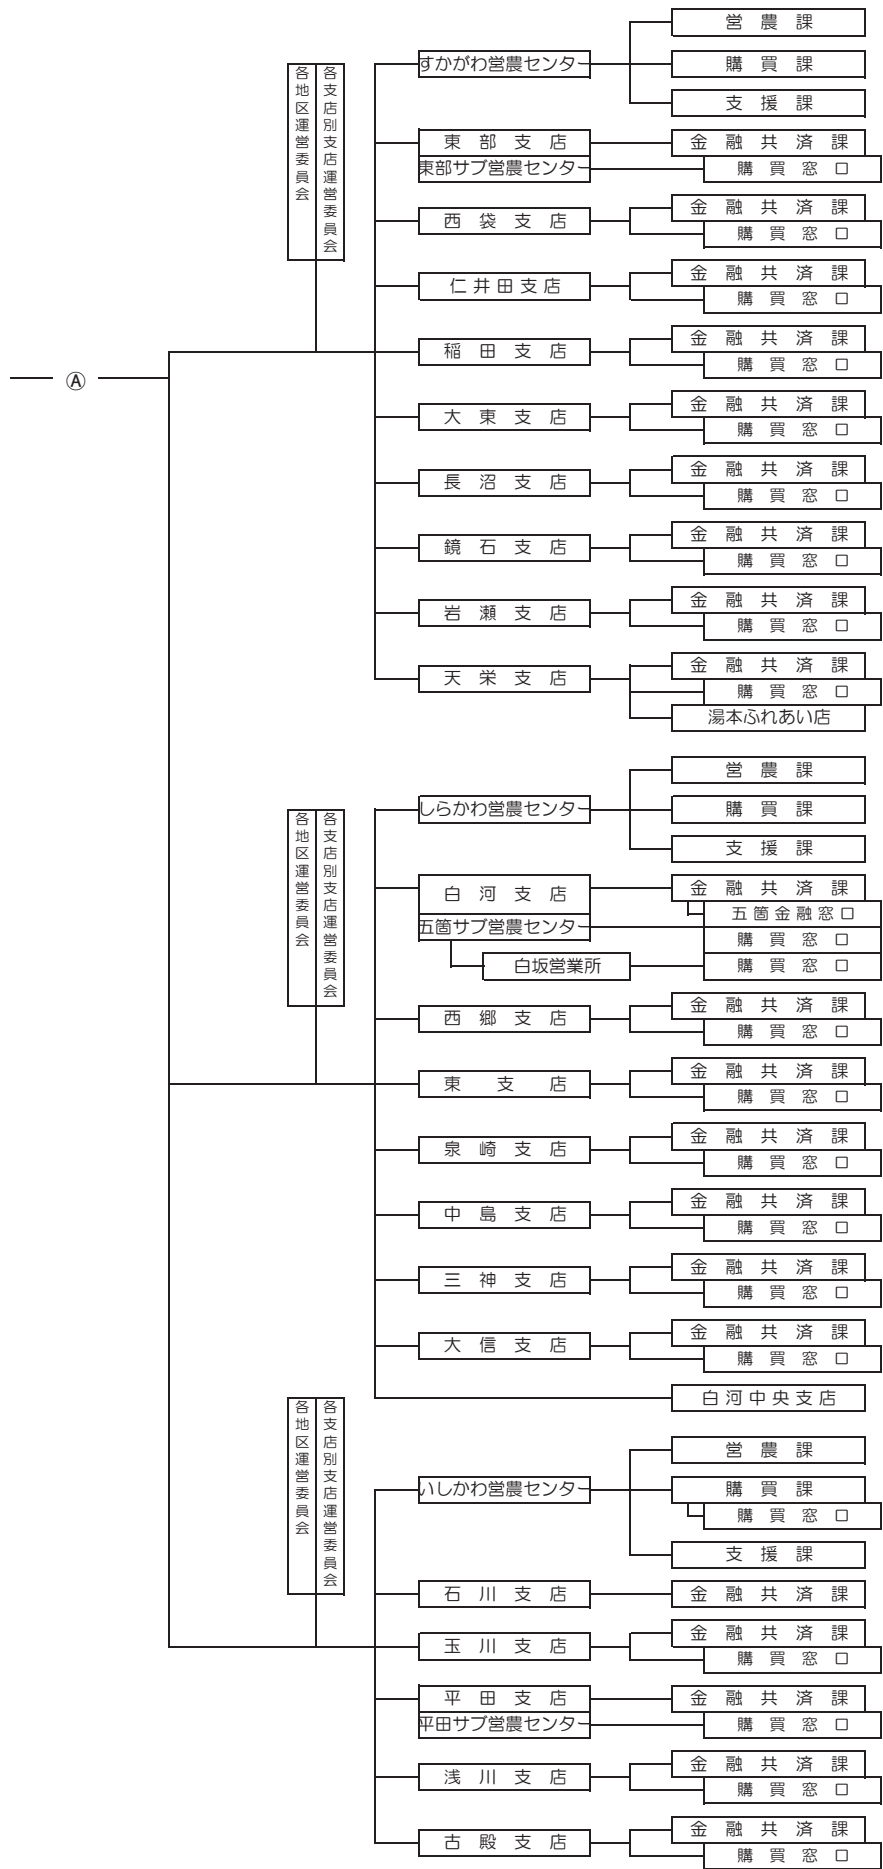 Ⓐ
各地区運営委員会
各支店別支店運営委員会
すかがわ営農センター
営農課
購買課
支援課
東部支店
金融共済課
東部サブ営農センター
購買窓口
西袋支店
金融共済課
購買窓口
仁井田支店
金融共済課
購買窓口
稲田支店
金融共済課
購買窓口
大東支店
金融共済課
購買窓口
長沼支店
金融共済課
購買窓口
鏡石支店
金融共済課
購買窓口
岩瀬支店
金融共済課
購買窓口
天栄支店
金融共済課
購買窓口
湯本ふれあい店
各地区運営委員会
各支店別支店運営委員会
しらかわ営農センター
営農課
購買課
支援課
白河支店
金融共済課
五箇金融窓口
五箇サブ営農センター
購買窓口
白坂営業所
購買窓口
西郷支店
金融共済課
購買窓口
東支店
金融共済課
購買窓口
泉崎支店
金融共済課
購買窓口
中島支店
金融共済課
購買窓口
三神支店
金融共済課
購買窓口
大信支店
金融共済課
購買窓口
白河中央支店
各地区運営委員会
各支店別支店運営委員会
いしかわ営農センター
営農課
購買課
購買窓口
支援課
石川支店
金融共済課
玉川支店
金融共済課
購買窓口
平田支店
金融共済課
平田サブ営農センター
購買窓口
浅川支店
金融共済課
購買窓口
古殿支店
金融共済課
購買窓口